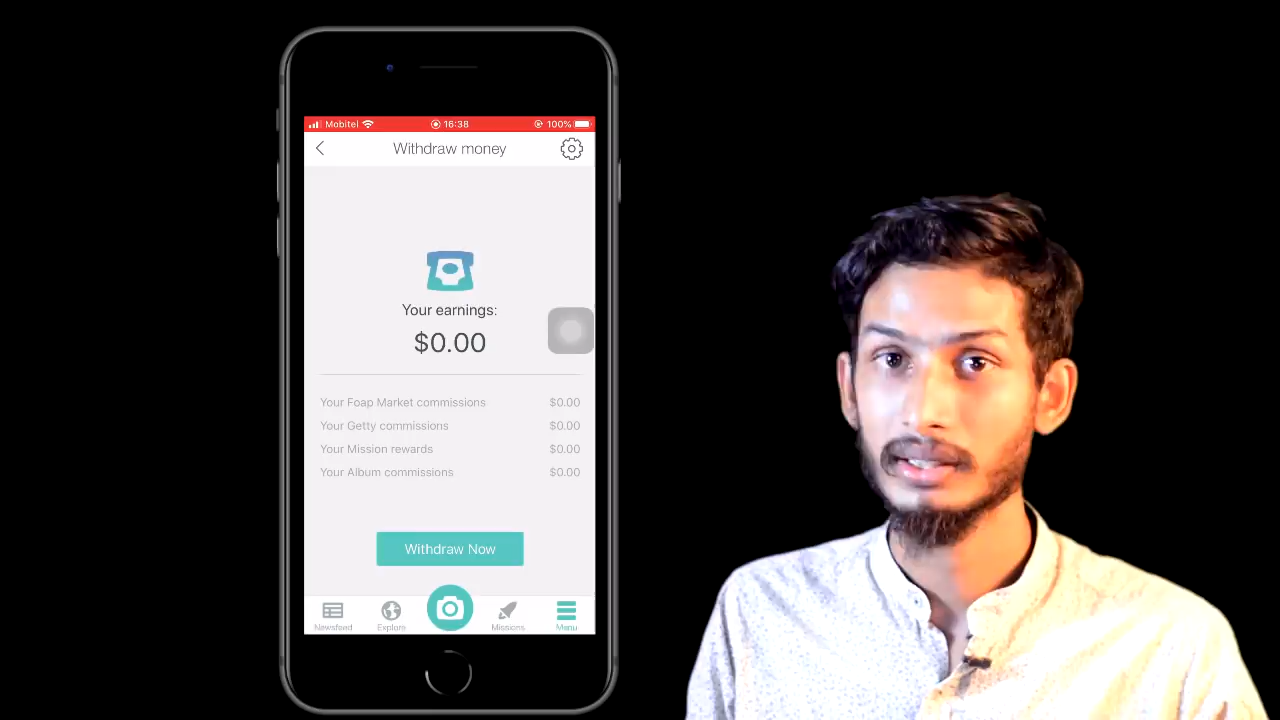 Mobitel 16:38 100%
Withdraw money
Your earnings:
$0.00
Your Foap Market commissions $0.00
Your Getty commissions $0.00
Your Mission rewards $0.00
Your Album commissions $0.00
Withdraw Now
Newsfeed Explore Missions Menu